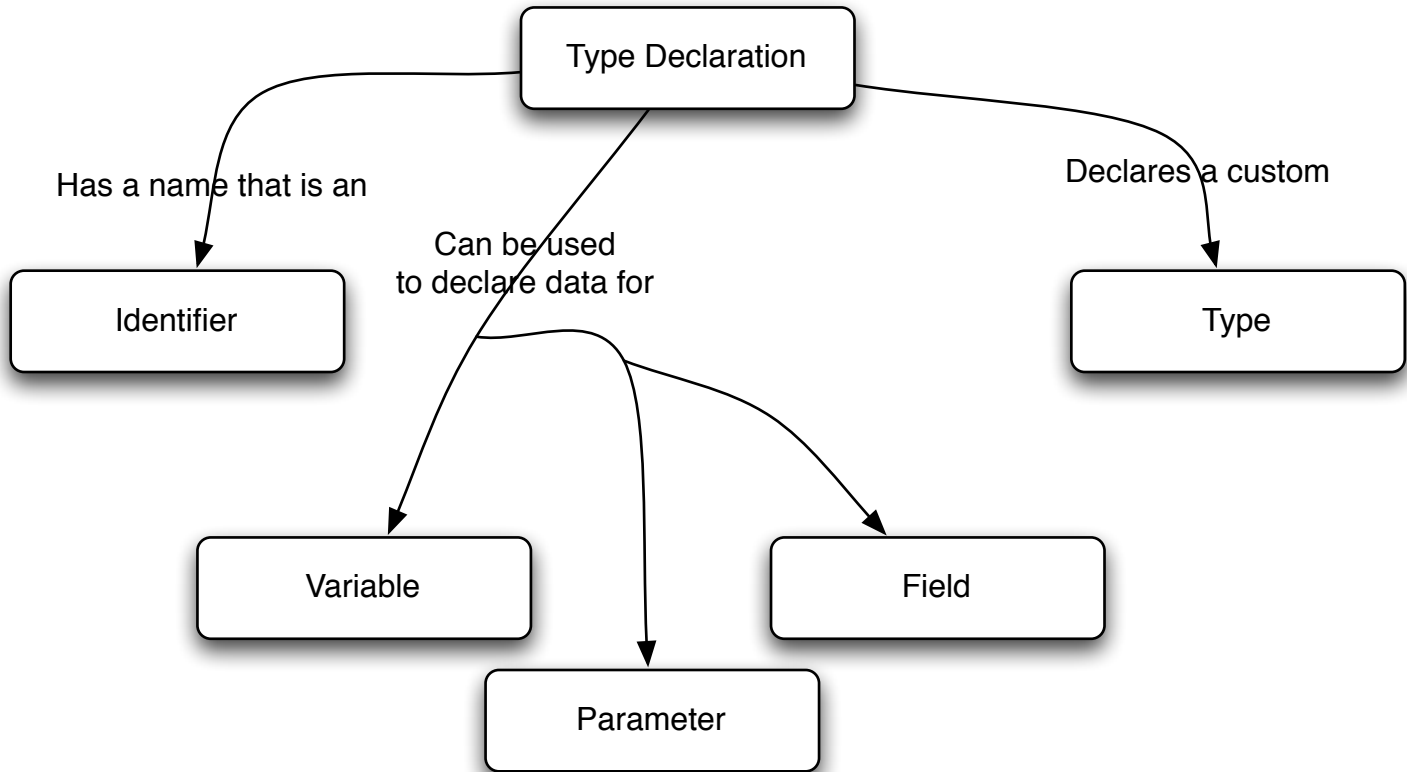 Type Declaration
Has a name that is an
Declares a custom
Can be used
to declare data for
Identifier
Type
Variable
Field
Parameter